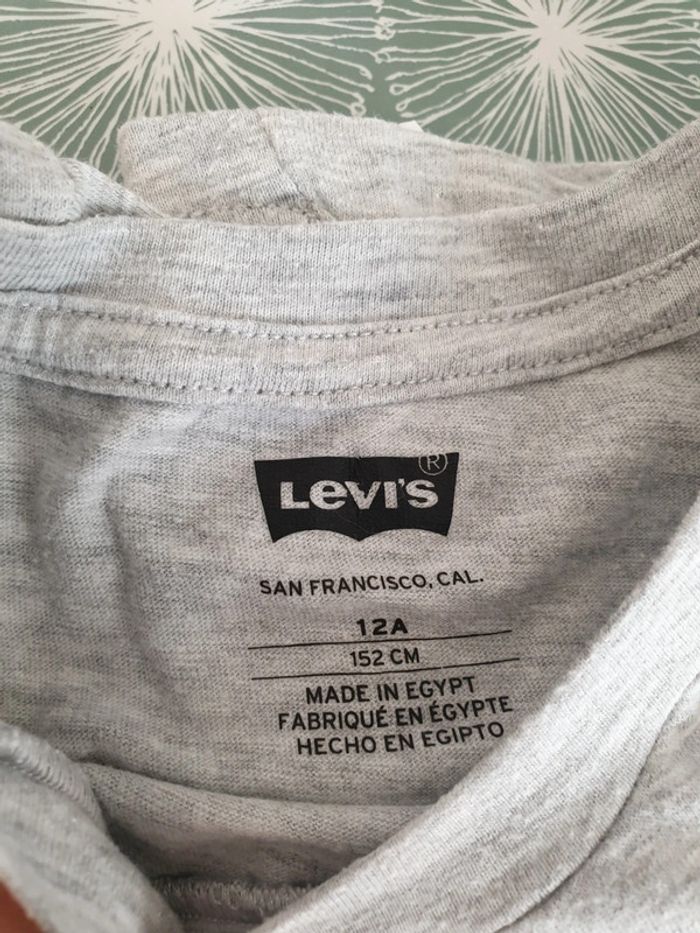 Levi's ®
SAN FRANCISCO, CAL.
12A
152 CM
MADE IN EGYPT
FABRIQUÉ EN ÉGYPTE
HECHO EN EGIPTO